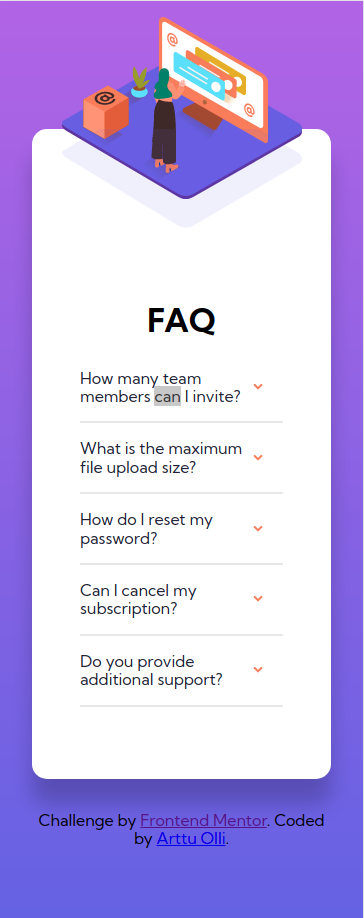 @
@
@
FAQ
How many team
members can I invite?
What is the maximum
file upload size?
How do I reset my
password?
Can I cancel my
subscription?
Do you provide
additional support?
Challenge by Frontend Mentor. Coded
by Arttu Olli.